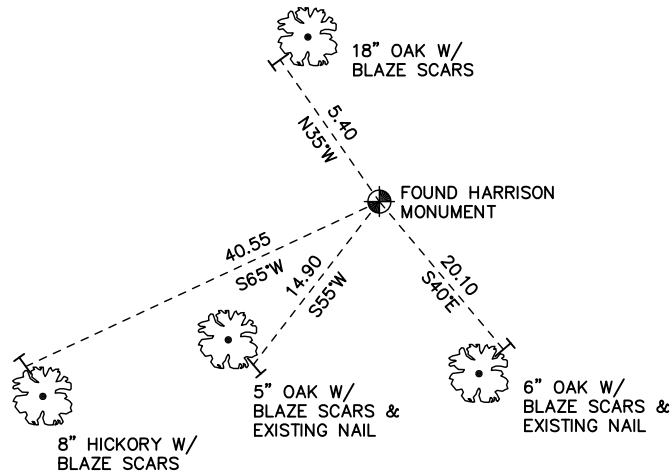 18" OAK W/
BLAZE SCARS
5.40
N35°W
FOUND HARRISON
MONUMENT
40.55
S65°W
14.90
S55°W
20.10
S40°E
5" OAK W/
BLAZE SCARS &
EXISTING NAIL
6" OAK W/
BLAZE SCARS &
EXISTING NAIL
8" HICKORY W/
BLAZE SCARS